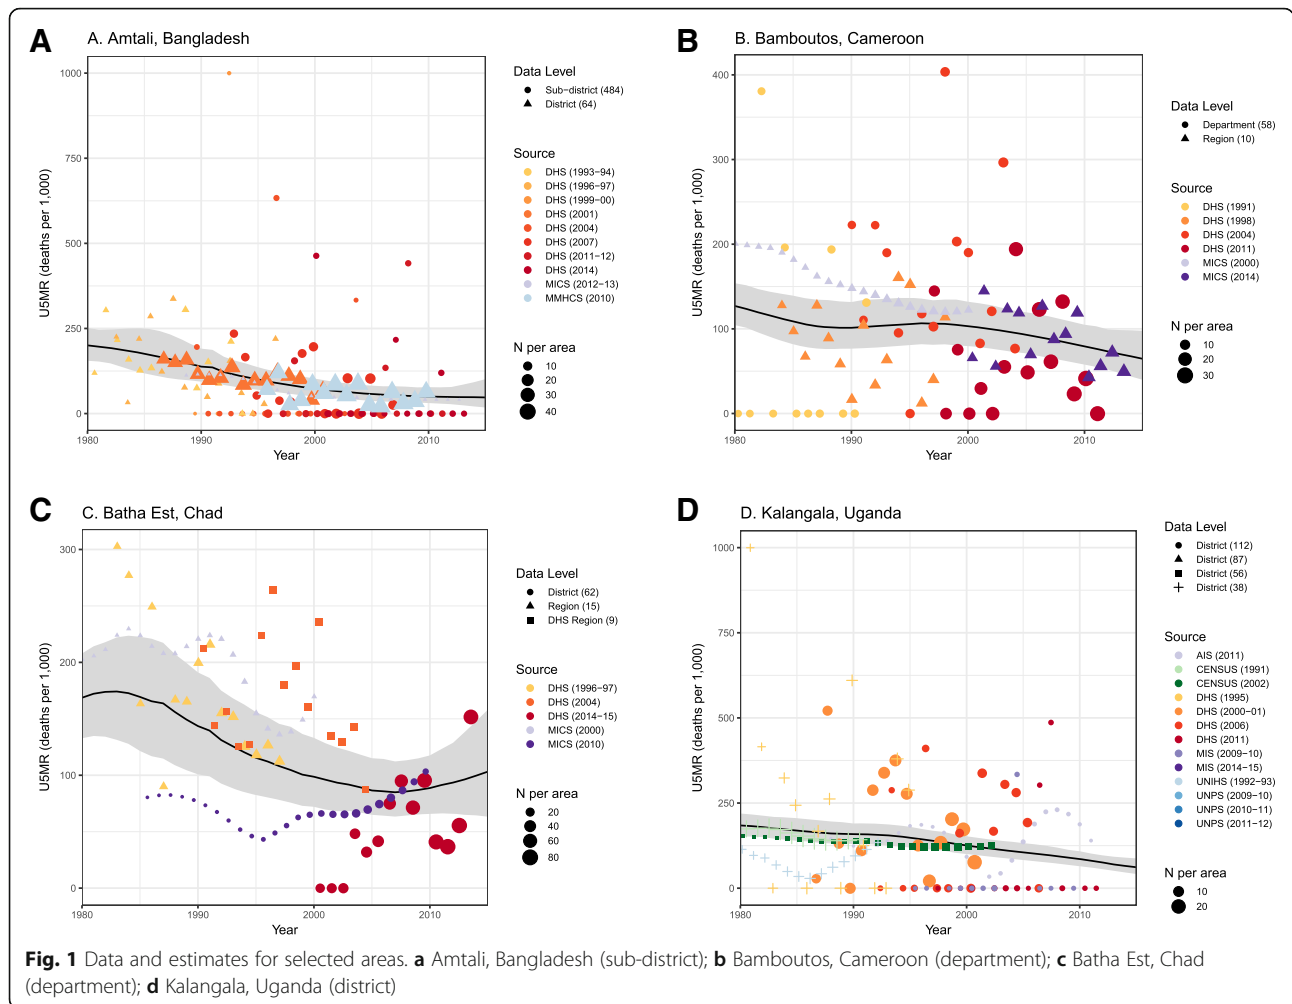 A
A. Amtali, Bangladesh
U5MR (deaths per 1,000)
1000
750
500
250
0
1980
1990
2000
2010
Year
Data Level
Sub−district (484)
District (64)
Source
DHS (1993−94)
DHS (1996−97)
DHS (1999−00)
DHS (2001)
DHS (2004)
DHS (2007)
DHS (2011−12)
DHS (2014)
MICS (2012−13)
MMHCS (2010)
N per area
10
20
30
40
B
B. Bamboutos, Cameroon
U5MR (deaths per 1,000)
400
300
200
100
0
1980
1990
2000
2010
Year
Data Level
Department (58)
Region (10)
Source
DHS (1991)
DHS (1998)
DHS (2004)
DHS (2011)
MICS (2000)
MICS (2014)
N per area
10
20
30
C
C. Batha Est, Chad
U5MR (deaths per 1,000)
300
200
100
0
1980
1990
2000
2010
Year
Data Level
District (62)
Region (15)
DHS Region (9)
Source
DHS (1996−97)
DHS (2004)
DHS (2014−15)
MICS (2000)
MICS (2010)
N per area
20
40
60
80
D
D. Kalangala, Uganda
U5MR (deaths per 1,000)
1000
750
500
250
0
1980
1990
2000
2010
Year
Data Level
District (112)
District (87)
District (56)
District (38)
Source
AIS (2011)
CENSUS (1991)
CENSUS (2002)
DHS (1995)
DHS (2000−01)
DHS (2006)
DHS (2011)
MIS (2009−10)
MIS (2014−15)
UNIHS (1992−93)
UNPS (2009−10)
UNPS (2010−11)
UNPS (2011−12)
N per area
10
20
Fig. 1 Data and estimates for selected areas. a Amtali, Bangladesh (sub-district); b Bamboutos, Cameroon (department); c Batha Est, Chad
(department); d Kalangala, Uganda (district)